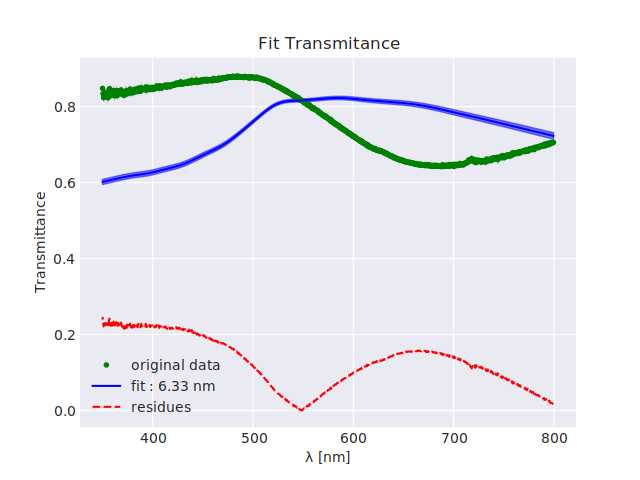 Fit Transmitance
Transmittance
0.8
0.6
0.4
0.2
0.0
original data
fit : 6.33 nm
residues
400 500 600 700 800
λ [nm]